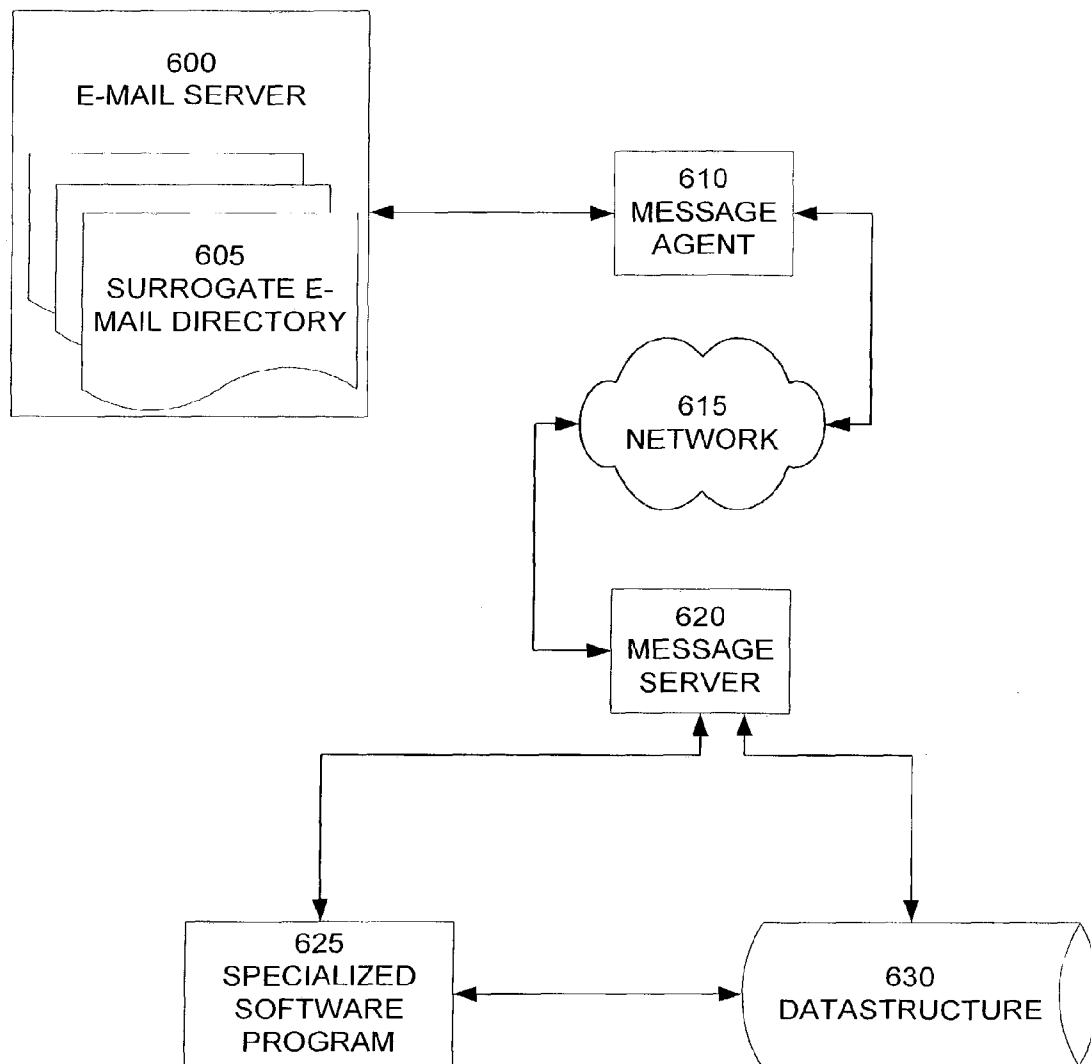 600
E-MAIL SERVER
605
SURROGATE E-
MAIL DIRECTORY
610
MESSAGE
AGENT
615
NETWORK
620
MESSAGE
SERVER
625
SPECIALIZED
SOFTWARE
PROGRAM
630
DATASTRUCTURE